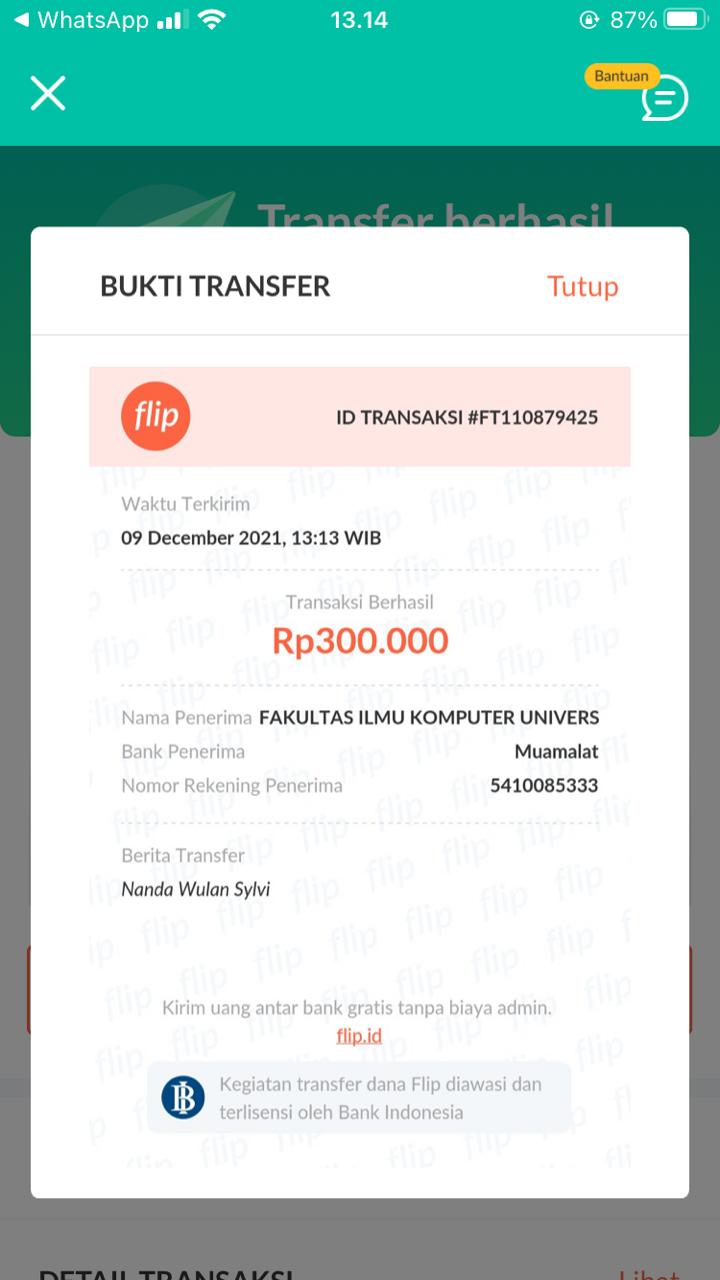 WhatsApp 13.14 87%
Bantuan
Transfer berhasil
BUKTI TRANSFER Tutup
flip ID TRANSAKSI #FT110879425
Waktu Terkirim
09 December 2021, 13:13 WIB
Transaksi Berhasil
Rp300.000
Nama Penerima FAKULTAS ILMU KOMPUTER UNIVERS
Bank Penerima Muamalat
Nomor Rekening Penerima 5410085333
Berita Transfer
Nanda Wulan Sylvi
Kirim uang antar bank gratis tanpa biaya admin.
flip.id
Kegiatan transfer dana Flip diawasi dan
terlisensi oleh Bank Indonesia
DETAIL TRANSAKSI Lihat